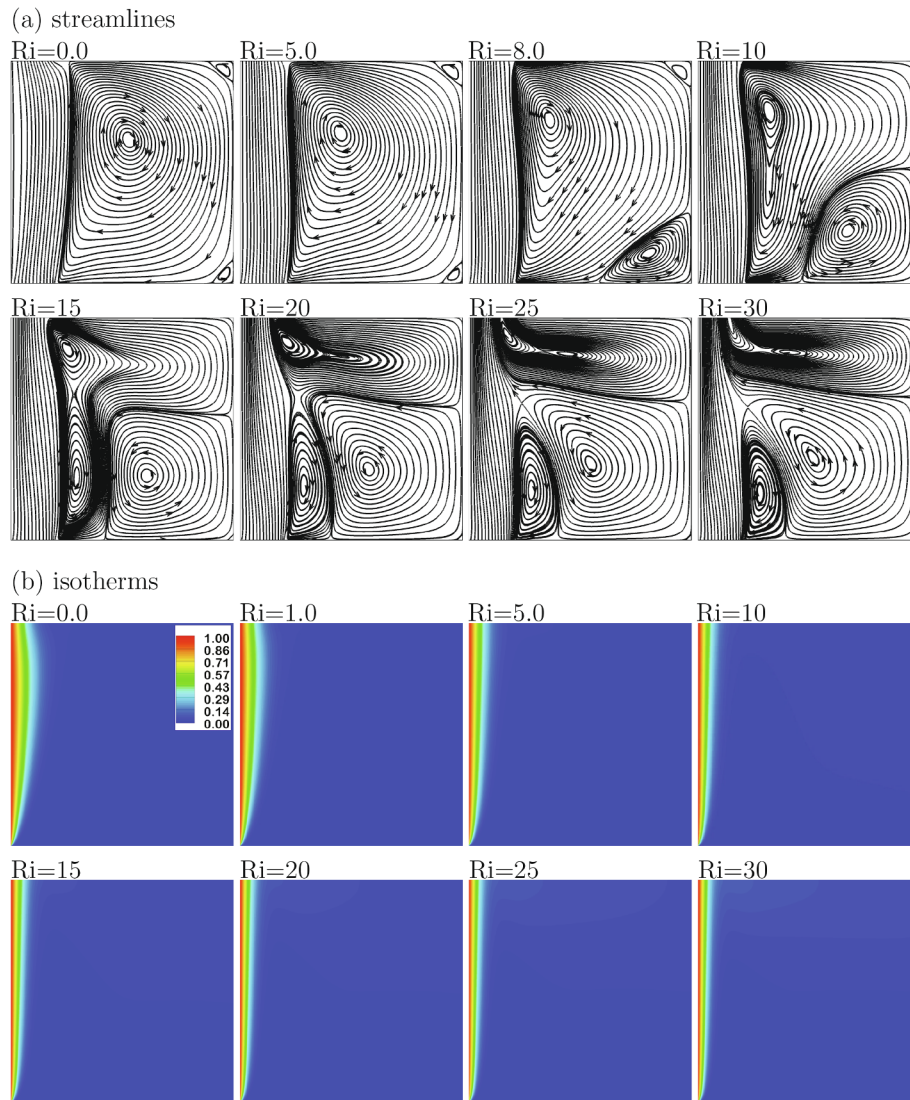 (a) streamlines
Ri=0.0 Ri=5.0 Ri=8.0 Ri=10
Ri=15 Ri=20 Ri=25 Ri=30
(b) isotherms
Ri=0.0 Ri=1.0 Ri=5.0 Ri=10
1.00
0.86
0.71
0.57
0.43
0.29
0.14
0.00
Ri=15 Ri=20 Ri=25 Ri=30